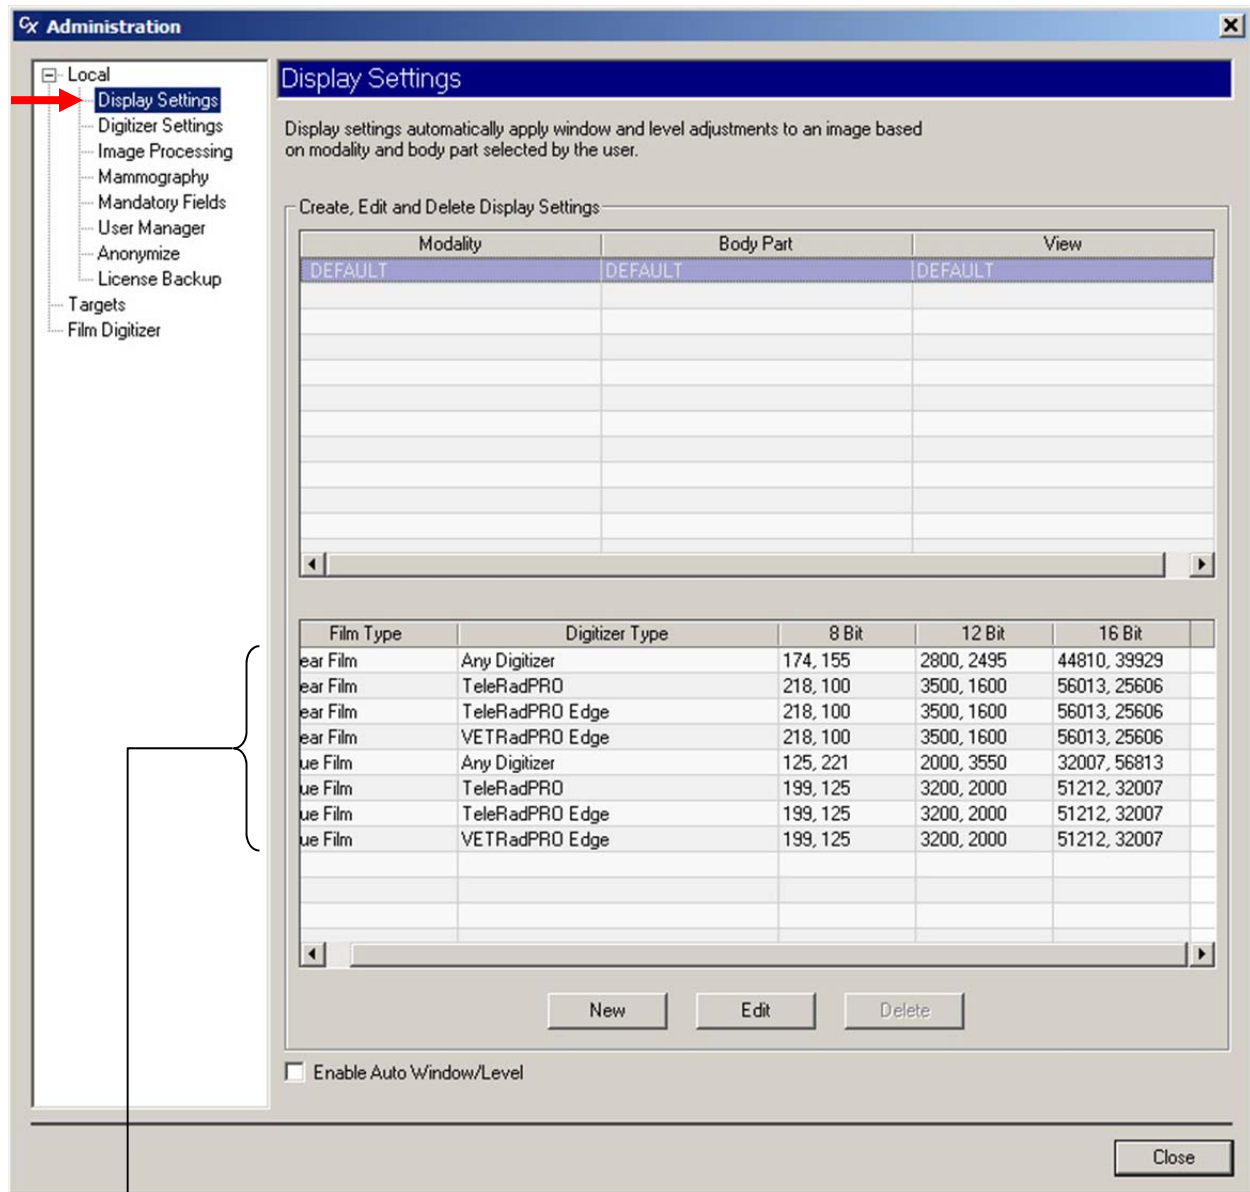 Cx Administration
Local
Display Settings
Digitizer Settings
Image Processing
Mammography
Mandatory Fields
User Manager
Anonymize
License Backup
Targets
Film Digitizer
Display Settings
Display settings automatically apply window and level adjustments to an image based
on modality and body part selected by the user.
Create, Edit and Delete Display Settings
Modality Body Part View
DEFAULT DEFAULT DEFAULT
Film Type Digitizer Type 8 Bit 12 Bit 16 Bit
ear Film Any Digitizer 174, 155 2800, 2495 44810, 39929
ear Film TeleRadPRO 218, 100 3500, 1600 56013, 25606
ear Film TeleRadPRO Edge 218, 100 3500, 1600 56013, 25606
ear Film VETRadPRO Edge 218, 100 3500, 1600 56013, 25606
ue Film Any Digitizer 125, 221 2000, 3550 32007, 56813
ue Film TeleRadPRO 199, 125 3200, 2000 51212, 32007
ue Film TeleRadPRO Edge 199, 125 3200, 2000 51212, 32007
ue Film VETRadPRO Edge 199, 125 3200, 2000 51212, 32007
New Edit Delete
Enable Auto Window/Level
Close